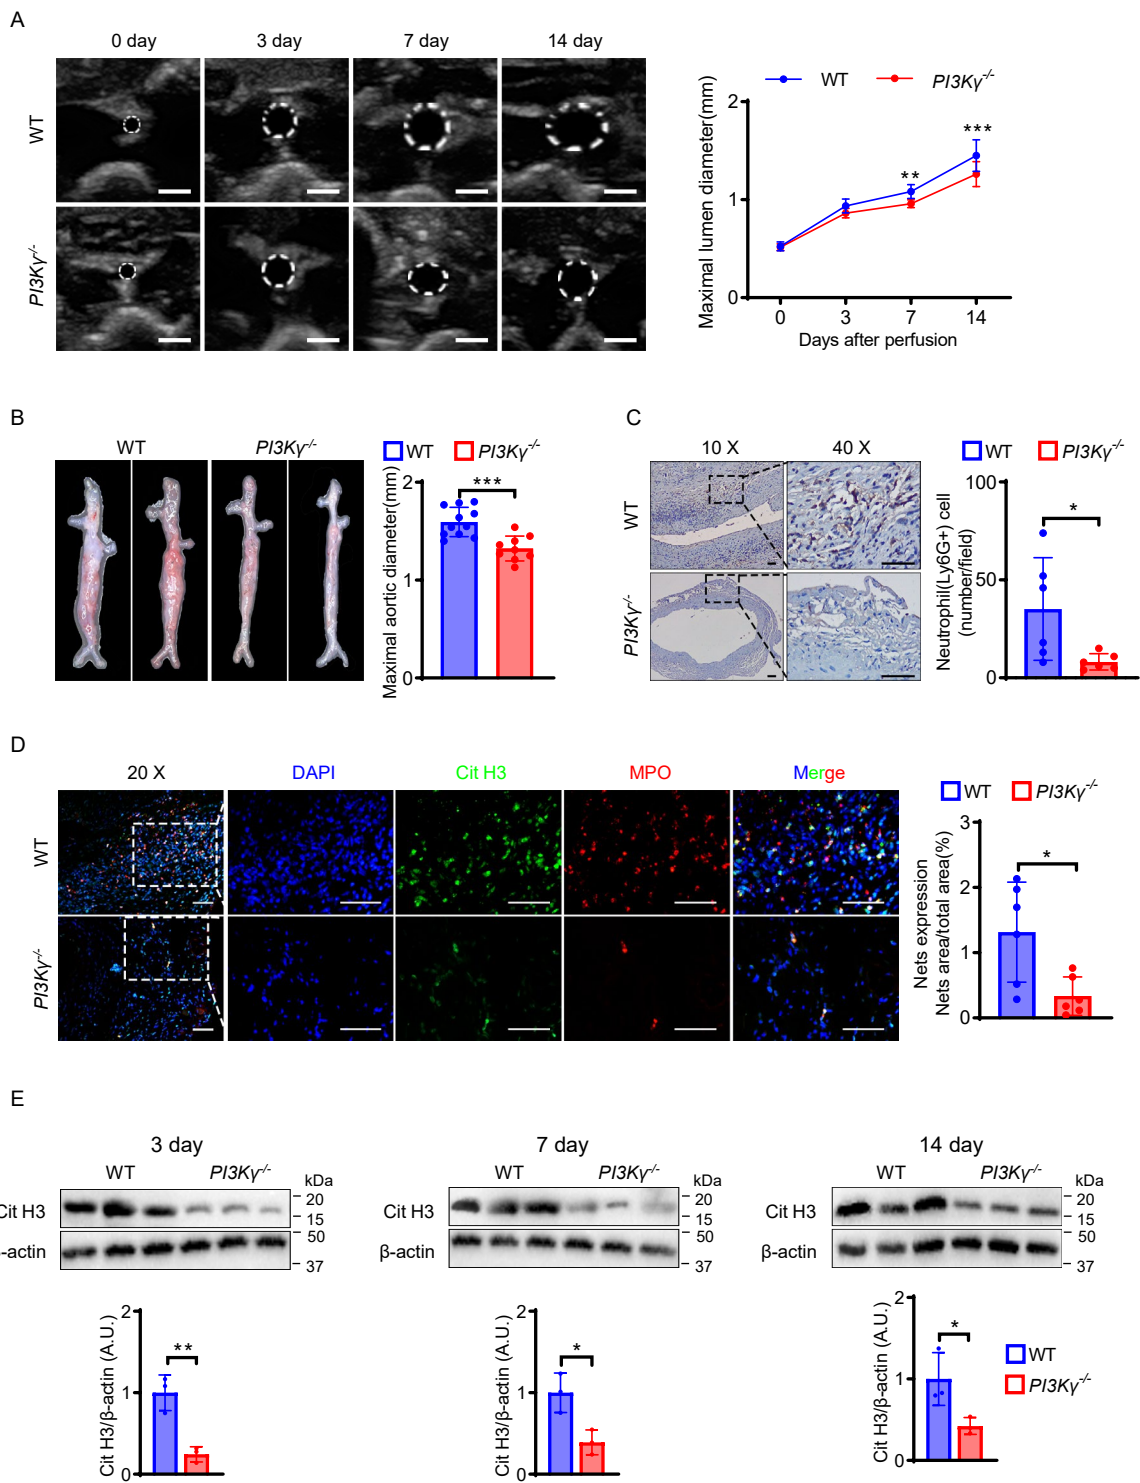 A
0 day 3 day 7 day 14 day
WT
PI3Kγ-/-
WT PI3Kγ-/-
Maximal lumen diameter(mm)
2
1
0
** ***
0 3 7 14
Days after perfusion
B
WT PI3Kγ-/-
WT PI3Kγ-/-
Maximal aortic diameter(mm)
2
1
0
***
C
10 X 40 X
WT
PI3Kγ-/-
WT PI3Kγ-/-
Neutrophil(Ly6G+) cell
(number/field)
100
50
0
*
D
20 X DAPI Cit H3 MPO Merge
WT
PI3Kγ-/-
WT PI3Kγ-/-
Nets expression
Nets area/total area(%)
3
2
1
0
*
E
3 day
WT PI3Kγ-/- kDa
Cit H3 20
15
-actin 50
37
Cit H3/β-actin (A.U.)
2
1
0
**
7 day
WT PI3Kγ-/- kDa
Cit H3 20
15
β-actin 50
37
Cit H3/β-actin (A.U.)
2
1
0
*
14 day
WT PI3Kγ-/- kDa
Cit H3 20
15
β-actin 50
37
Cit H3/β-actin (A.U.)
2
1
0
*
WT
PI3Kγ-/-